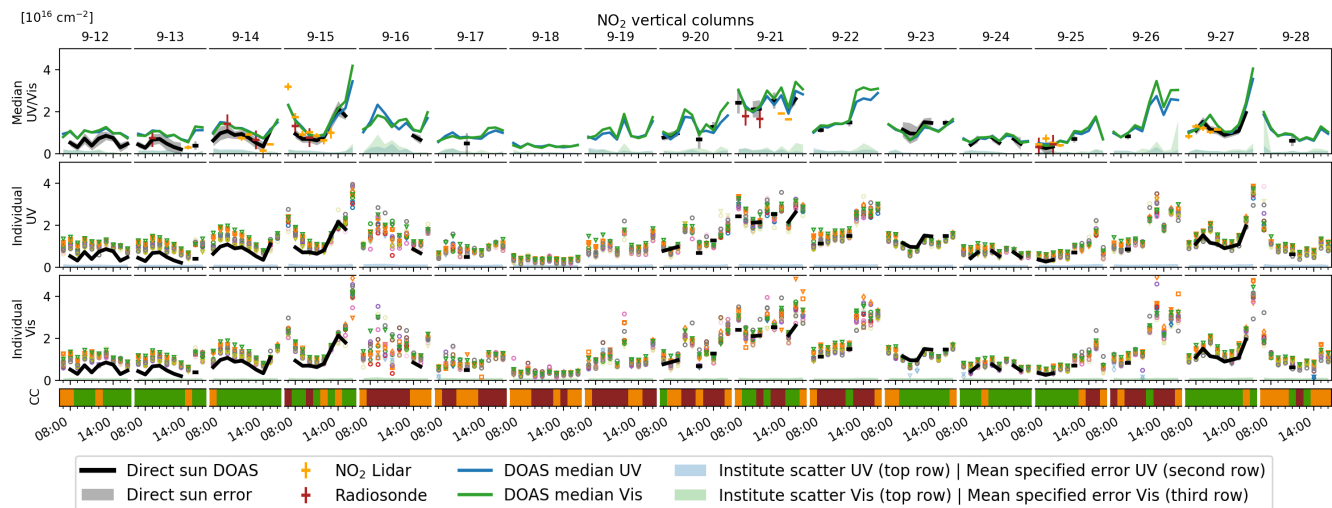 [10¹⁶ cm⁻²]
NO₂ vertical columns
9-12 9-13 9-14 9-15 9-16 9-17 9-18 9-19 9-20 9-21 9-22 9-23 9-24 9-25 9-26 9-27 9-28
Median
UV/Vis
4
2
0
Individual
UV
4
2
0
Individual
Vis
4
2
0
CC
08:00 14:00 08:00 14:00 08:00 14:00 08:00 14:00 08:00 14:00 08:00 14:00 08:00 14:00 08:00 14:00 08:00 14:00 08:00 14:00 08:00 14:00 08:00 14:00 08:00 14:00 08:00 14:00 08:00 14:00 08:00 14:00 08:00 14:00
Direct sun DOAS
Direct sun error
NO₂ Lidar
Radiosonde
DOAS median UV
DOAS median Vis
Institute scatter UV (top row) | Mean specified error UV (second row)
Institute scatter Vis (top row) | Mean specified error Vis (third row)